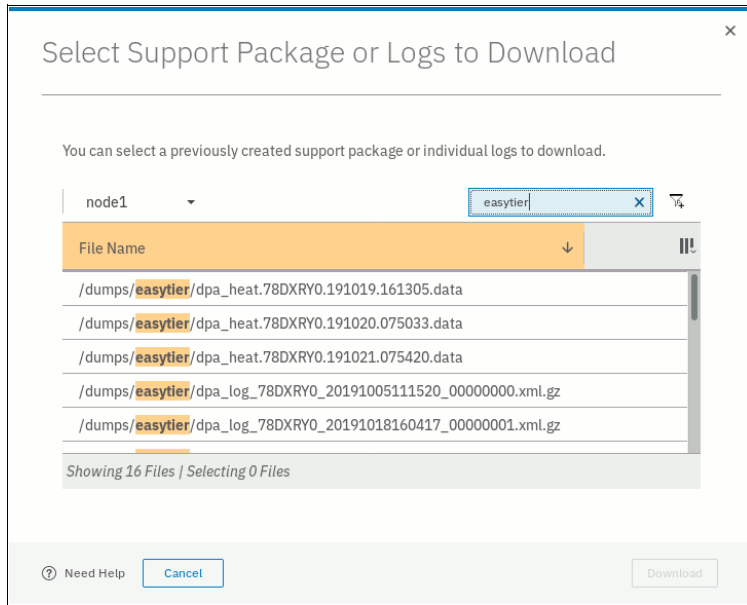 Select Support Package or Logs to Download
You can select a previously created support package or individual logs to download.
node1
easytier
File Name
/dumps/easytier/dpa_heat.78DXRY0.191019.161305.data
/dumps/easytier/dpa_heat.78DXRY0.191020.075033.data
/dumps/easytier/dpa_heat.78DXRY0.191021.075420.data
/dumps/easytier/dpa_log_78DXRY0_20191005111520_00000000.xml.gz
/dumps/easytier/dpa_log_78DXRY0_20191018160417_00000001.xml.gz
Showing 16 Files | Selecting 0 Files
Need Help
Cancel
Download